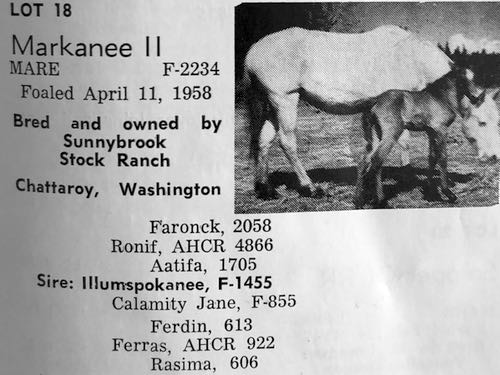 LOT 18
Markanee II
MARE F-2234
Foaled April 11, 1958
Bred and owned by
Sunnybrook
Stock Ranch
Chattaroy, Washington
Faronck, 2058
Ronif, AHCR 4866
Aatifa, 1705
Sire: Illumspokanee, F-1455
Calamity Jane, F-855
Ferdin, 613
Ferras, AHCR 922
Rasima, 606